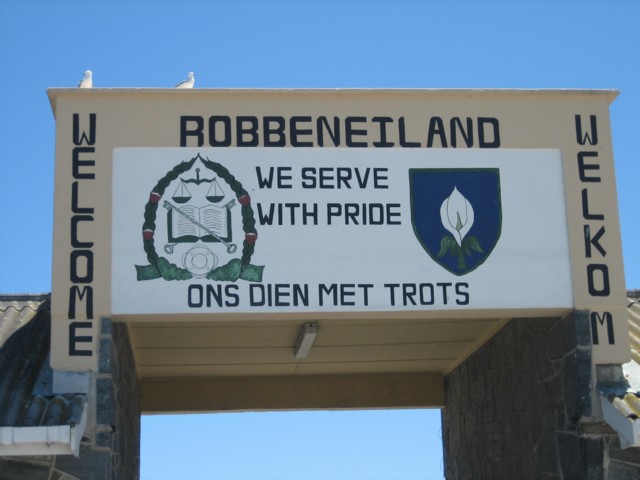 ROBBENEILAND
WELCOME
WE SERVE
WITH PRIDE
ONS DIEN MET TROTS
WELKOM